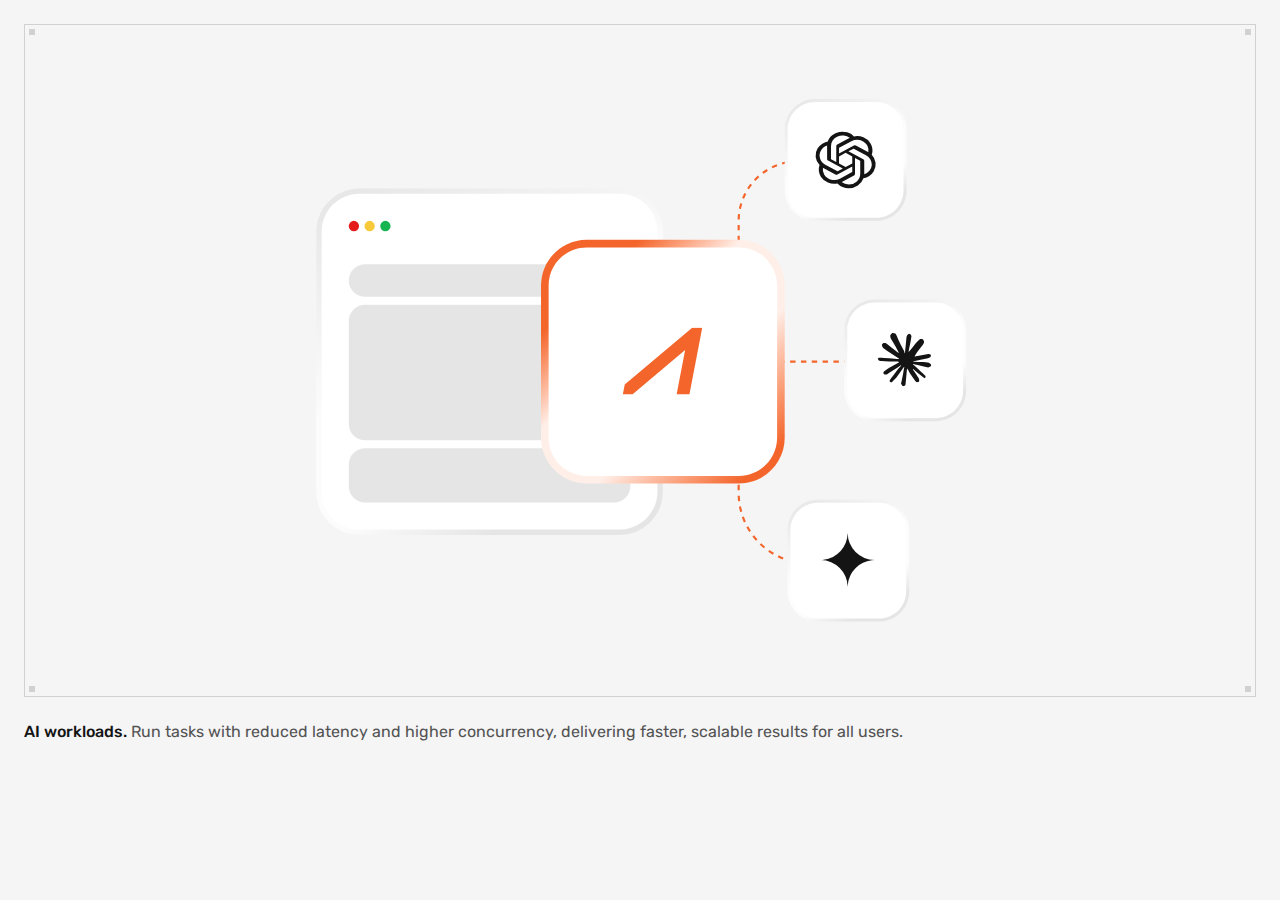 AI workloads. Run tasks with reduced latency and higher concurrency, delivering faster, scalable results for all users.